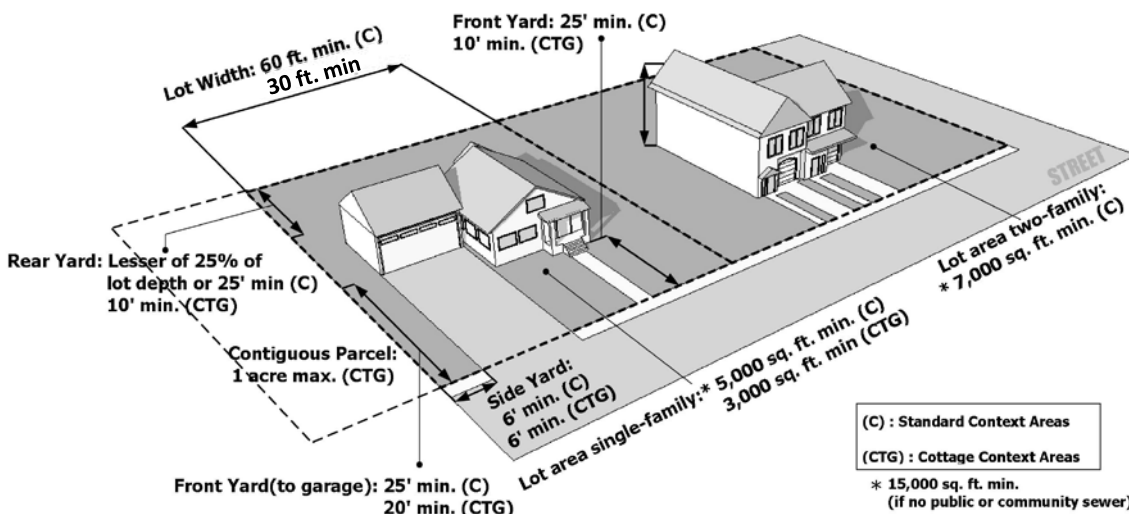 Front Yard: 25' min. (C)
10' min. (CTG)
Lot Width: 60 ft. min. (C)
30 ft. min
STREET
Rear Yard: Lesser of 25% of
lot depth or 25' min (C)
10' min. (CTG)
Lot area two-family:
* 7,000 sq. ft. min. (C)
Contiguous Parcel:
1 acre max. (CTG)
Side Yard:
6' min. (C)
6' min. (CTG)
Lot area single-family:* 5,000 sq. ft. min. (C)
3,000 sq. ft. min (CTG)
Front Yard(to garage): 25' min. (C)
20' min. (CTG)
(C) : Standard Context Areas
(CTG) : Cottage Context Areas
* 15,000 sq. ft. min.
(if no public or community sewer)